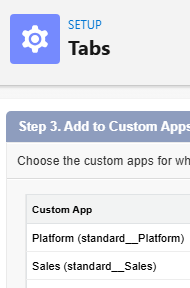 SETUP
Tabs
Step 3. Add to Custom Apps
Choose the custom apps for wh
Custom App
Platform (standard__Platform)
Sales (standard__Sales)